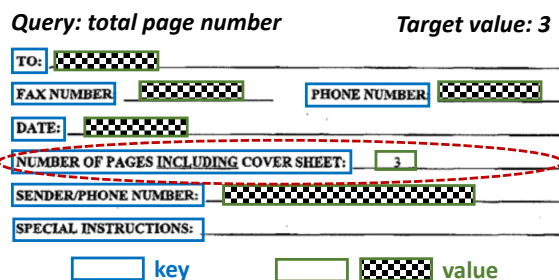 Query: total page number Target value: 3
TO:
FAX NUMBER PHONE NUMBER
DATE:
NUMBER OF PAGES INCLUDING COVER SHEET: 3
SENDER/PHONE NUMBER:
SPECIAL INSTRUCTIONS:
key value